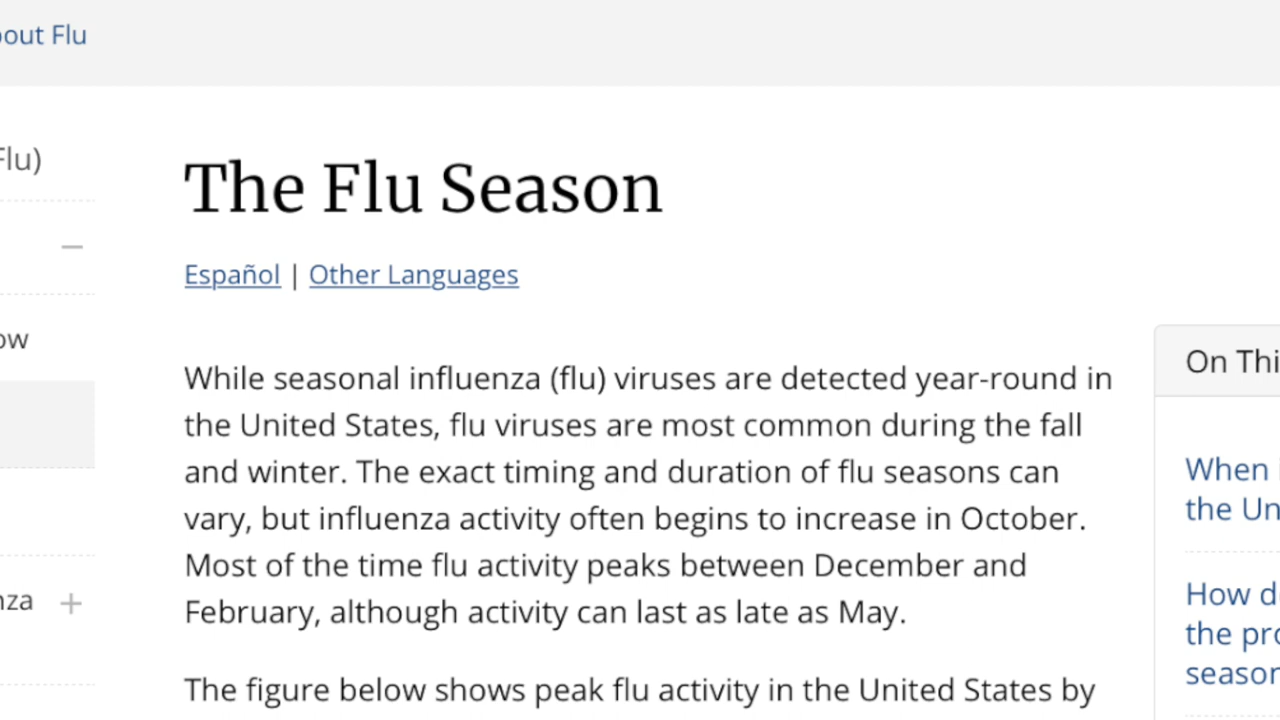 out Flu
Flu)
ow
nza
The Flu Season
Español | Other Languages
While seasonal influenza (flu) viruses are detected year-round in
the United States, flu viruses are most common during the fall
and winter. The exact timing and duration of flu seasons can
vary, but influenza activity often begins to increase in October.
Most of the time flu activity peaks between December and
February, although activity can last as late as May.
The figure below shows peak flu activity in the United States by
On Thi
When i
the Un
How d
the pro
season